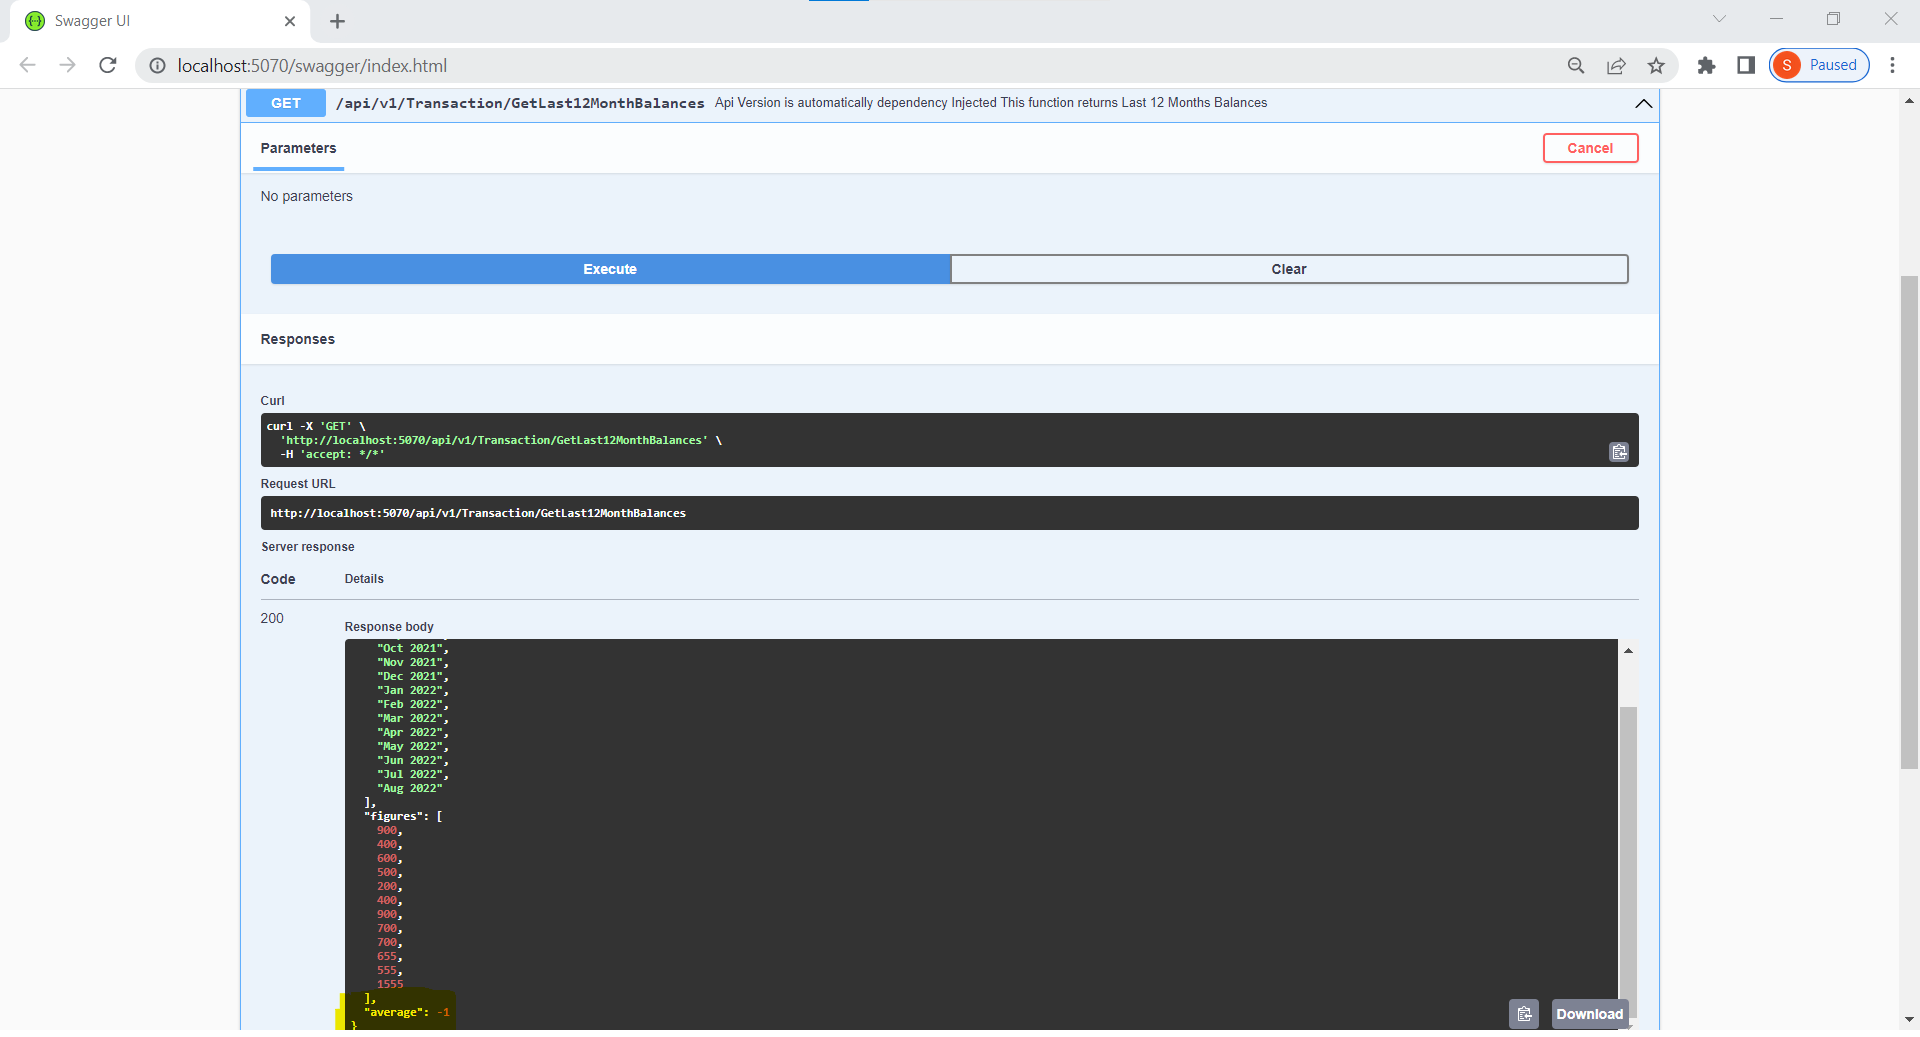 Swagger UI
localhost:5070/swagger/index.html
S Paused
GET /api/v1/Transaction/GetLast12MonthBalances Api Version is automatically dependency Injected This function returns Last 12 Months Balances
Parameters
Cancel
No parameters
Execute
Clear
Responses
Curl
curl -X 'GET' \
'http://localhost:5070/api/v1/Transaction/GetLast12MonthBalances' \
-H 'accept: */*'
Request URL
http://localhost:5070/api/v1/Transaction/GetLast12MonthBalances
Server response
Code Details
200
Response body
"Oct 2021",
"Nov 2021",
"Dec 2021",
"Jan 2022",
"Feb 2022",
"Mar 2022",
"Apr 2022",
"May 2022",
"Jun 2022",
"Jul 2022",
"Aug 2022"
],
"figures": [
900,
400,
600,
500,
200,
400,
900,
700,
700,
655,
555,
1555
],
"average": -1
}
Download